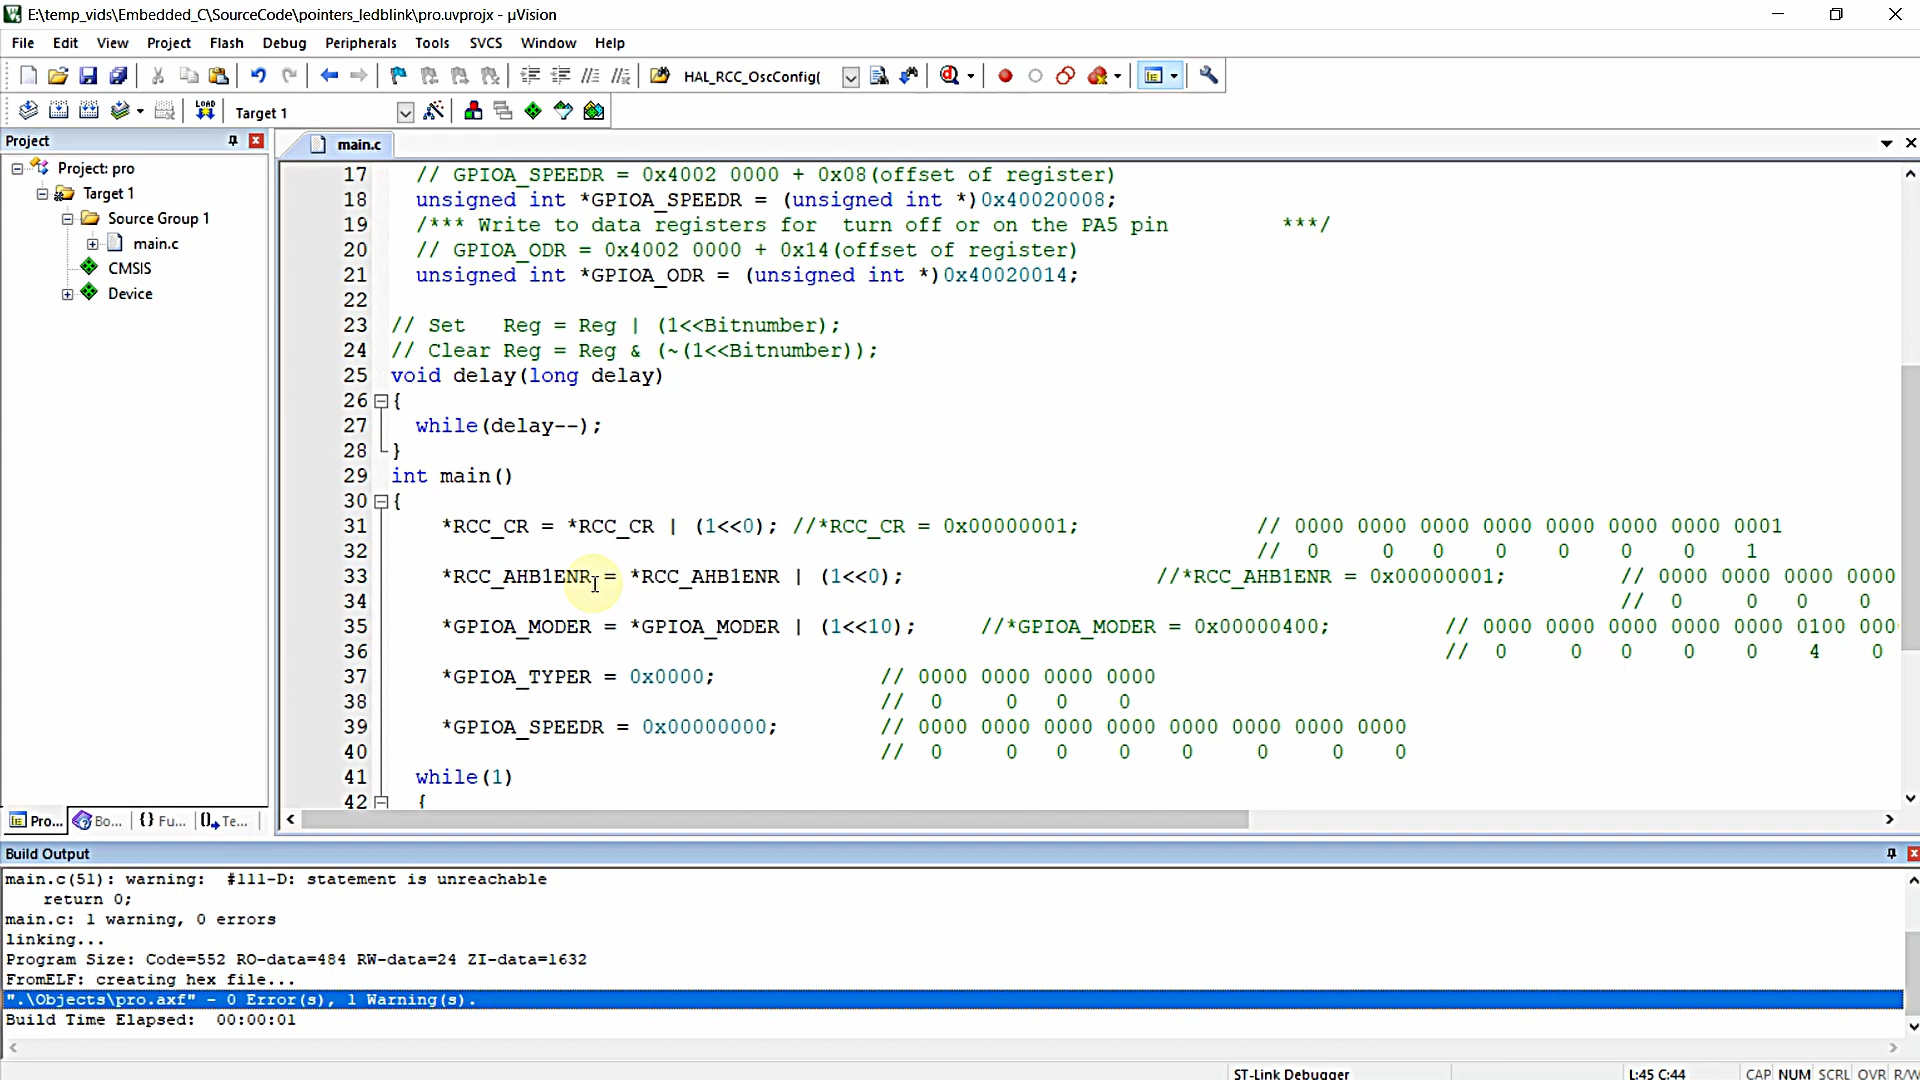 E:\temp_vids\Embedded_C\SourceCode\pointers_ledblink\pro.uvprojx - µVision
File Edit View Project Flash Debug Peripherals Tools SVCS Window Help
HAL_RCC_OscConfig(
LOAD Target 1
Project
main.c
Project: pro
Target 1
Source Group 1
main.c
CMSIS
Device
17 // GPIOA_SPEEDR = 0x4002 0000 + 0x08(offset of register)
18 unsigned int *GPIOA_SPEEDR = (unsigned int *)0x40020008;
19 /*** Write to data registers for turn off or on the PA5 pin ***/
20 // GPIOA_ODR = 0x4002 0000 + 0x14(offset of register)
21 unsigned int *GPIOA_ODR = (unsigned int *)0x40020014;
22
23 // Set Reg = Reg | (1<<Bitnumber);
24 // Clear Reg = Reg & (~(1<<Bitnumber));
25 void delay(long delay)
26 {
27 while(delay--);
28 }
29 int main()
30 {
31 *RCC_CR = *RCC_CR | (1<<0); //*RCC_CR = 0x00000001; // 0000 0000 0000 0000 0000 0000 0000 0001
32 // 0 0 0 0 0 0 0 1
33 *RCC_AHB1ENR = *RCC_AHB1ENR | (1<<0); //*RCC_AHB1ENR = 0x00000001; // 0000 0000 0000 0000
34 // 0 0 0 0
35 *GPIOA_MODER = *GPIOA_MODER | (1<<10); //*GPIOA_MODER = 0x00000400; // 0000 0000 0000 0000 0000 0100 000
36 // 0 0 0 0 0 4 0
37 *GPIOA_TYPER = 0x0000; // 0000 0000 0000 0000
38 // 0 0 0 0
39 *GPIOA_SPEEDR = 0x00000000; // 0000 0000 0000 0000 0000 0000 0000 0000
40 // 0 0 0 0 0 0 0 0
41 while(1)
42 {
Pro... Bo... {} Fu... Te...
Build Output
main.c(51): warning: #111-D: statement is unreachable
return 0;
main.c: 1 warning, 0 errors
linking...
Program Size: Code=552 RO-data=484 RW-data=24 ZI-data=1632
FromELF: creating hex file...
".\Objects\pro.axf" - 0 Error(s), 1 Warning(s).
Build Time Elapsed: 00:00:01
ST-Link Debugger L:45 C:44 CAP NUM SCRL OVR R/W